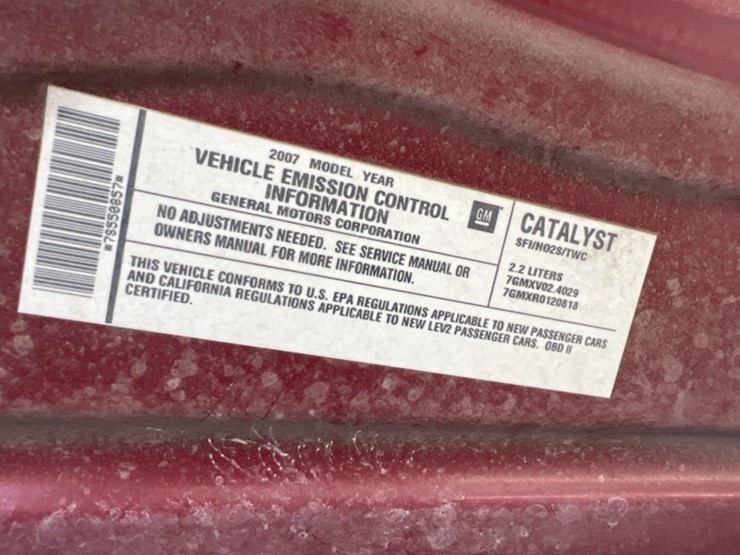 *785550857*
2007 MODEL YEAR
VEHICLE EMISSION CONTROL
INFORMATION
GENERAL MOTORS CORPORATION
GM
NO ADJUSTMENTS NEEDED. SEE SERVICE MANUAL OR
OWNERS MANUAL FOR MORE INFORMATION.
CATALYST
SFI/HO2S/TWC
2.2 LITERS
7GMXV02.4029
7GMXR0120818
THIS VEHICLE CONFORMS TO U.S. EPA REGULATIONS APPLICABLE TO NEW PASSENGER CARS
AND CALIFORNIA REGULATIONS APPLICABLE TO NEW LEV2 PASSENGER CARS. OBD II
CERTIFIED.